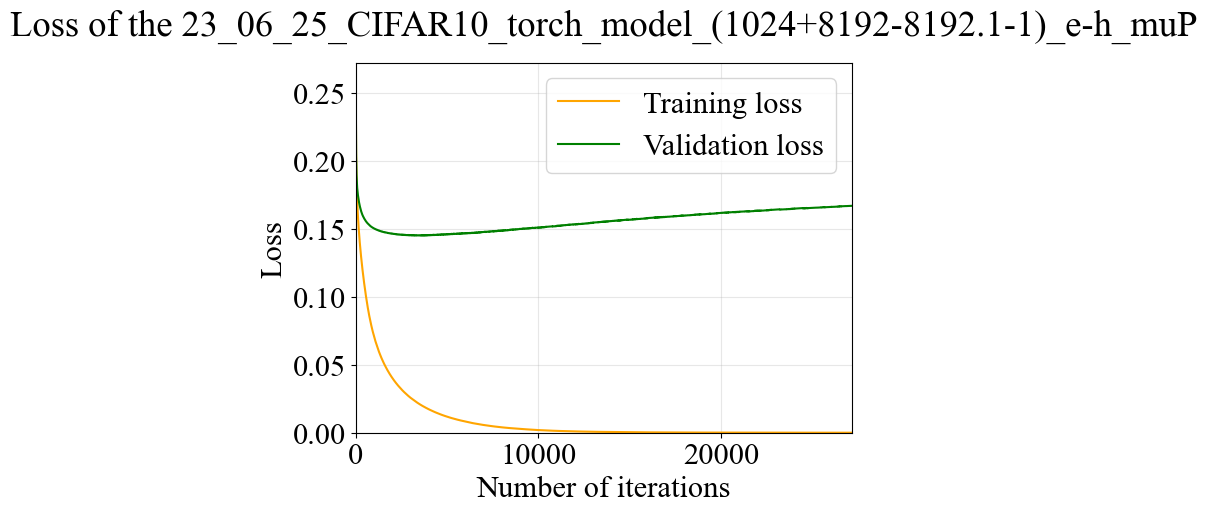 Loss of the 23_06_25_CIFAR10_torch_model_(1024+8192-8192.1-1)_e-h_muP
Training loss
Validation loss
0.25
0.20
0.15
0.10
0.05
0.00
Loss
0
10000
20000
Number of iterations